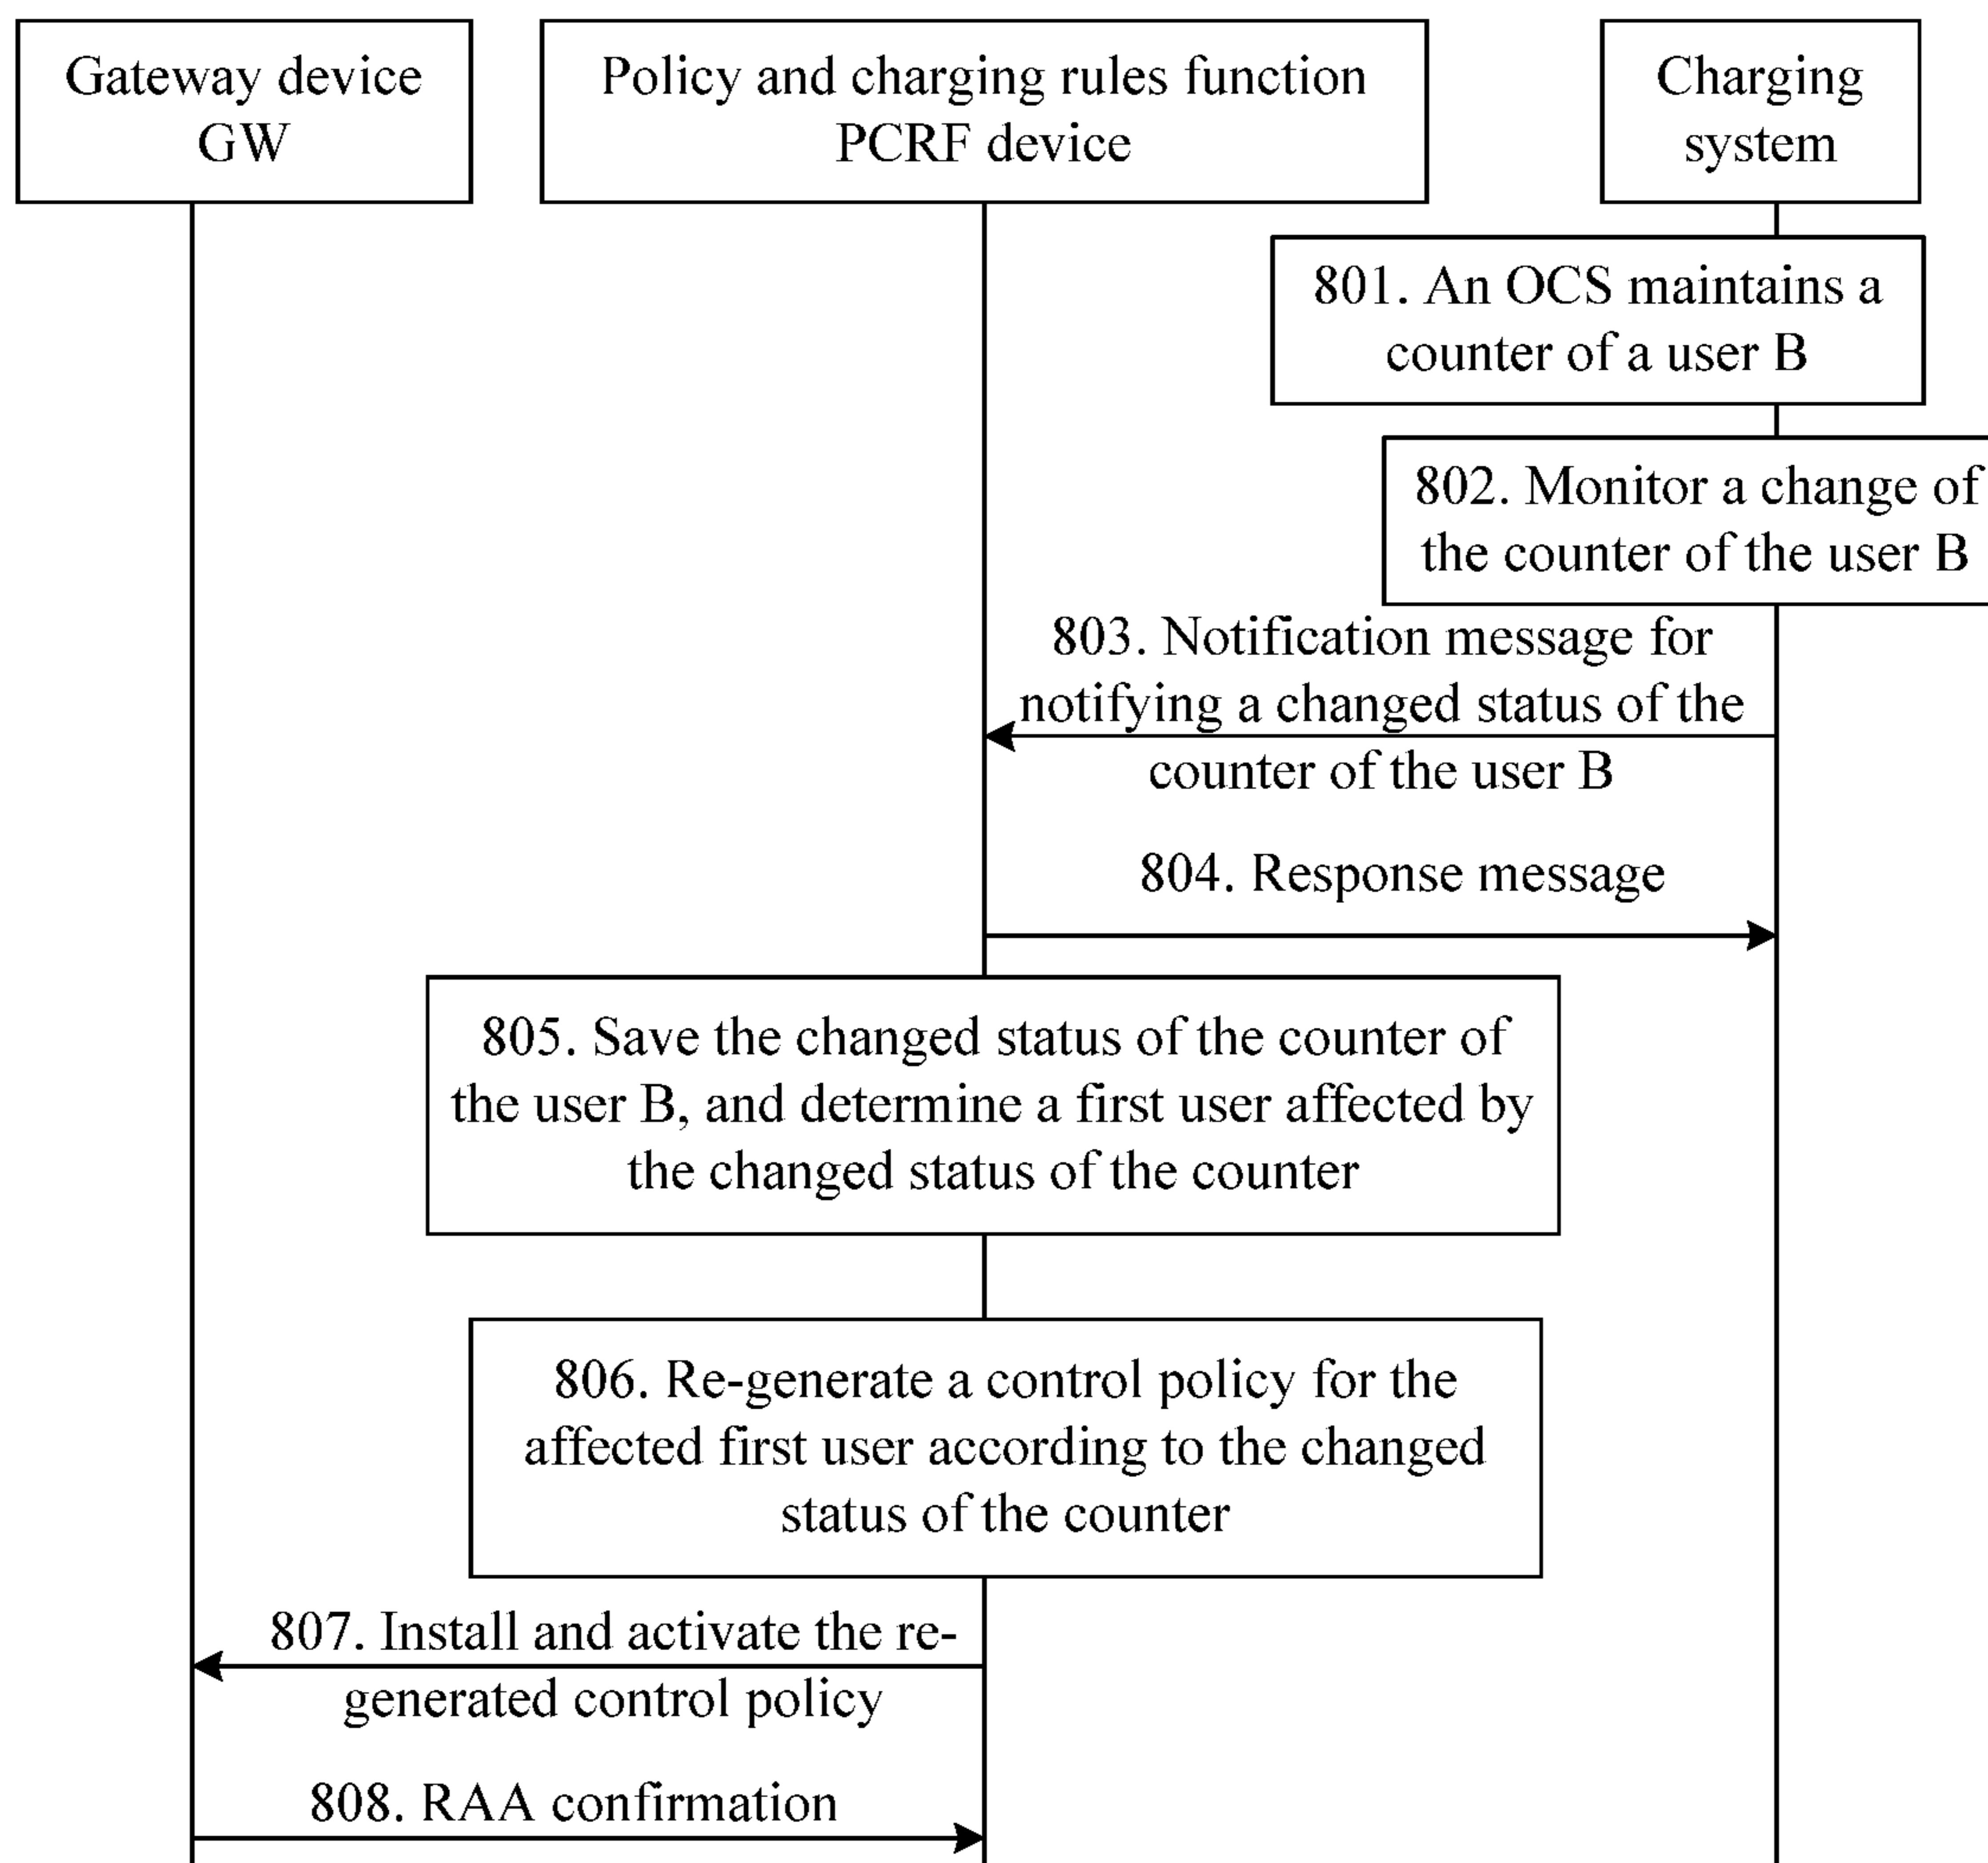 Gateway device
GW
Policy and charging rules function
PCRF device
Charging
system
801. An OCS maintains a
counter of a user B
802. Monitor a change of
the counter of the user B
803. Notification message for
notifying a changed status of the
counter of the user B
804. Response message
805. Save the changed status of the counter of
the user B, and determine a first user affected by
the changed status of the counter
806. Re-generate a control policy for the
affected first user according to the changed
status of the counter
807. Install and activate the re-
generated control policy
808. RAA confirmation